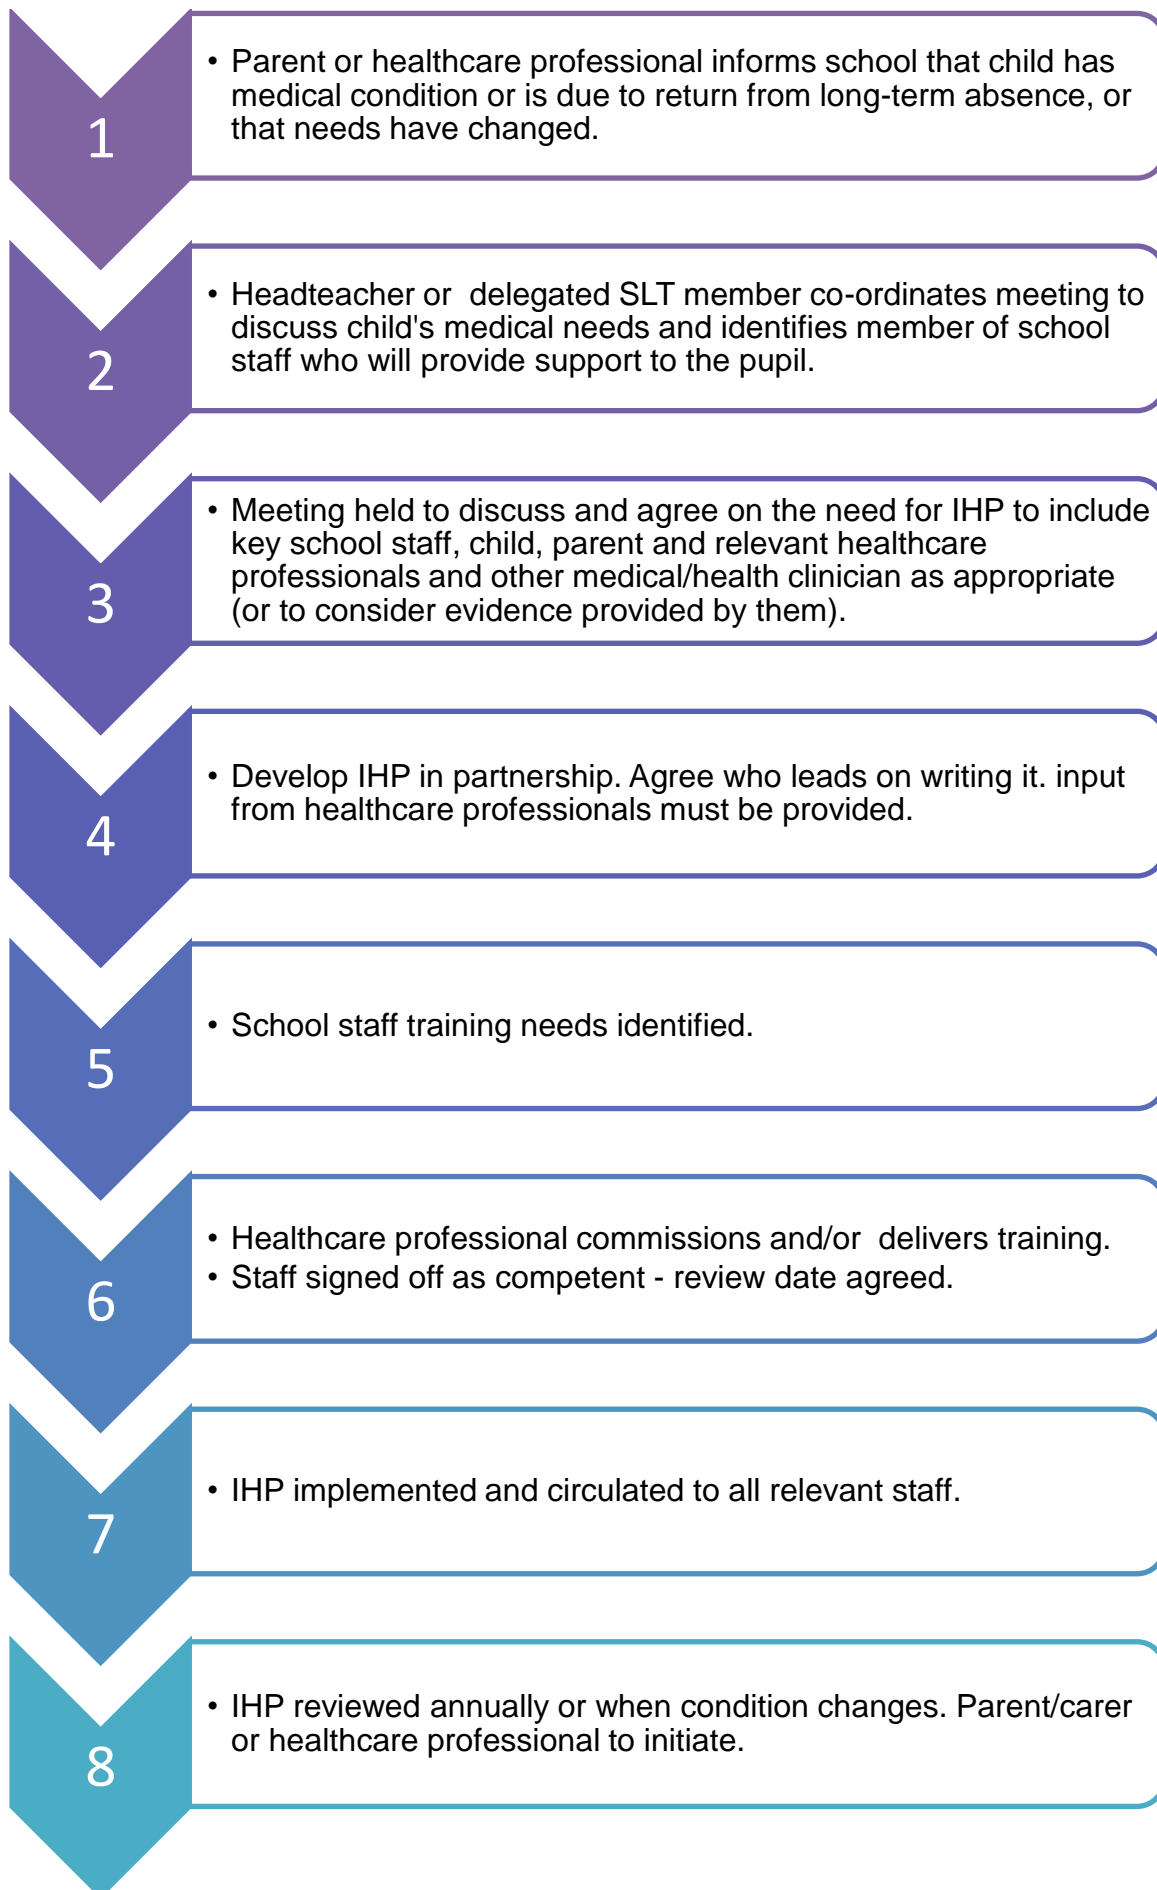 1
• Parent or healthcare professional informs school that child has
medical condition or is due to return from long-term absence, or
that needs have changed.
2
• Headteacher or  delegated SLT member co-ordinates meeting to
discuss child's medical needs and identifies member of school
staff who will provide support to the pupil.
3
• Meeting held to discuss and agree on the need for IHP to include
key school staff, child, parent and relevant healthcare
professionals and other medical/health clinician as appropriate
(or to consider evidence provided by them).
4
• Develop IHP in partnership. Agree who leads on writing it. input
from healthcare professionals must be provided.
5
• School staff training needs identified.
6
• Healthcare professional commissions and/or  delivers training.
• Staff signed off as competent - review date agreed.
7
• IHP implemented and circulated to all relevant staff.
8
• IHP reviewed annually or when condition changes. Parent/carer
or healthcare professional to initiate.